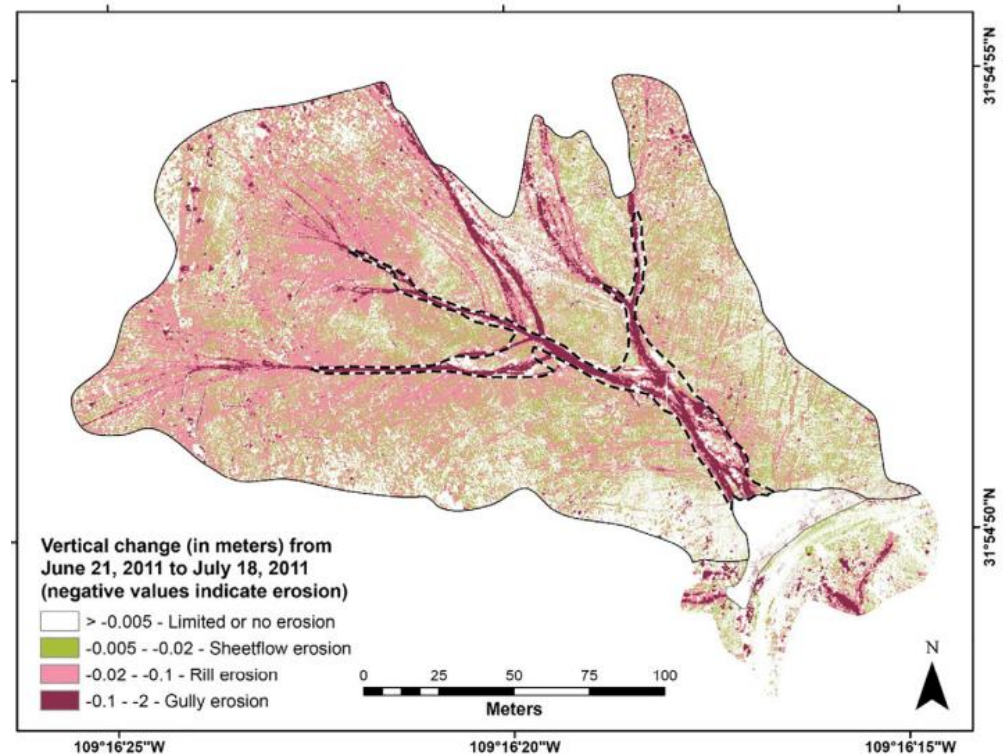 31°54'55"N
Vertical change (in meters) from
June 21, 2011 to July 18, 2011
(negative values indicate erosion)
> -0.005 - Limited or no erosion
-0.005 - -0.02 - Sheetflow erosion
-0.02 - -0.1 - Rill erosion
-0.1 - -2 - Gully erosion
0 25 50 75 100
Meters
N
31°54'50"N
109°16'25"W 109°16'20"W 109°16'15"W